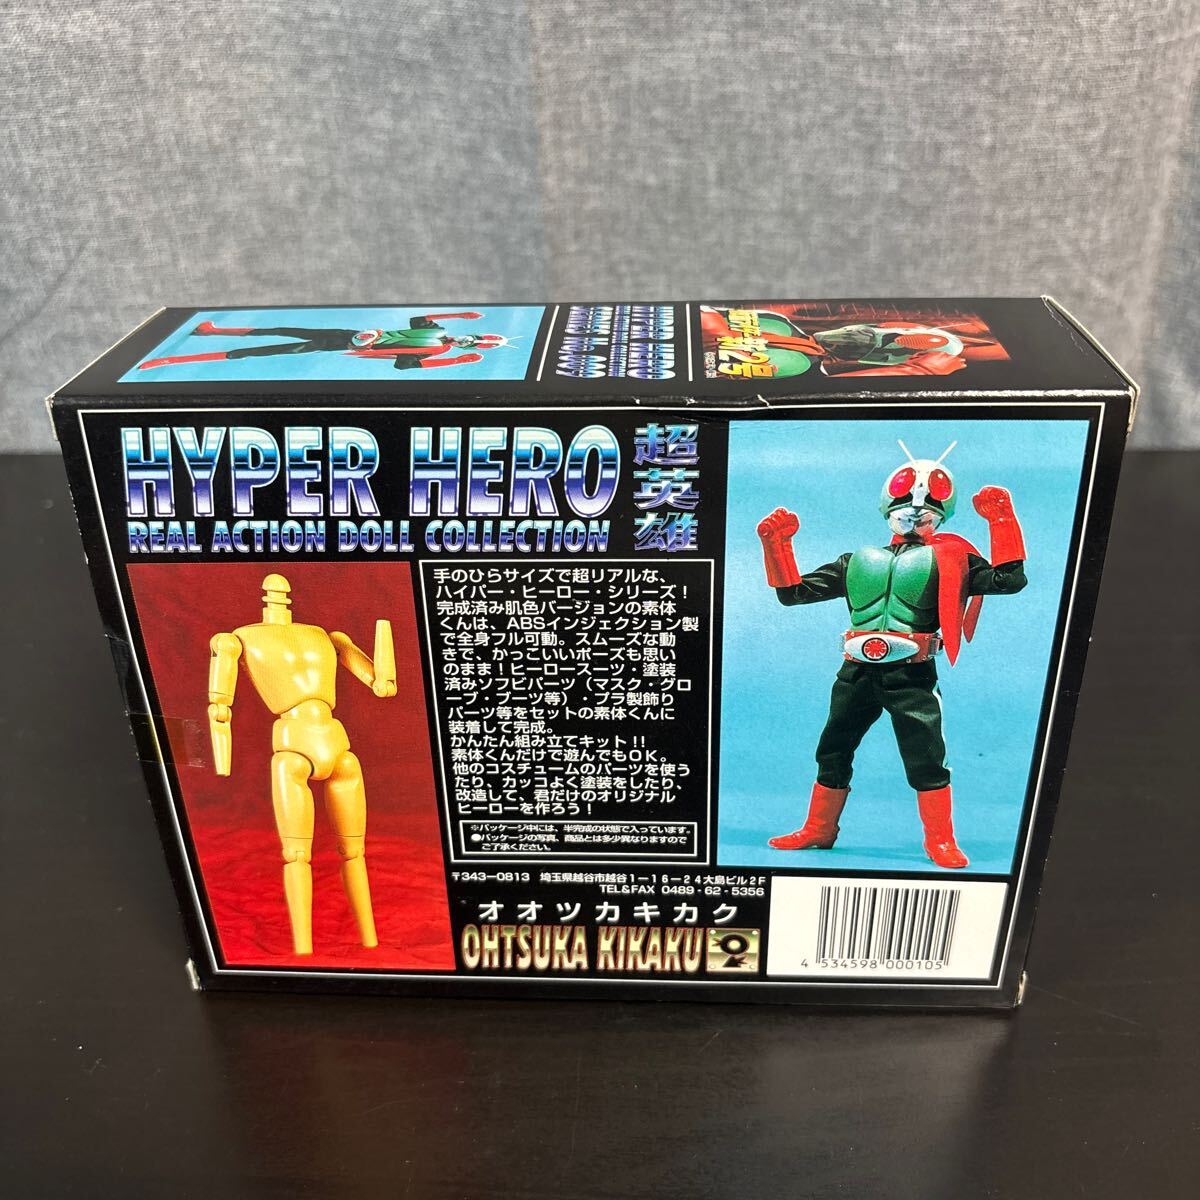 HYPER HERO
REAL ACTION DOLL COLLECTION
超英雄
手のひらサイズで超リアルな、
ハイパー・ヒーロー・シリーズ!
完成済み肌色バージョンの素体
くんは、ABSインジェクション製
で全身フル可動。スムーズな動
きで、かっこいいポーズも思い
のまま!ヒーロースーツ・塗装
済みソフビパーツ(マスク・グロ
ーブ・ブーツ等)・プラ製飾り
パーツ等をセットの素体くんに
装着して完成。
かんたん組み立てキット!!
素体くんだけで遊んでもOK。
他のコスチュームのパーツを使う
たり、カッコよく塗装をしたり、
改造して、君だけのオリジナル
ヒーローを作ろう!
※パッケージ中には、半完成の状態で入っています。
●パッケージの写真、商品とは多少異なりますので
ご了承ください。
〒343-0813 埼玉県越谷市越谷1-16-24大島ビル2F
TEL&FAX 0489-62-5356
オオツカキカク
OHTSUKA KIKAKU
4 534598 000105
HYPER HERO
SERIES No.0009